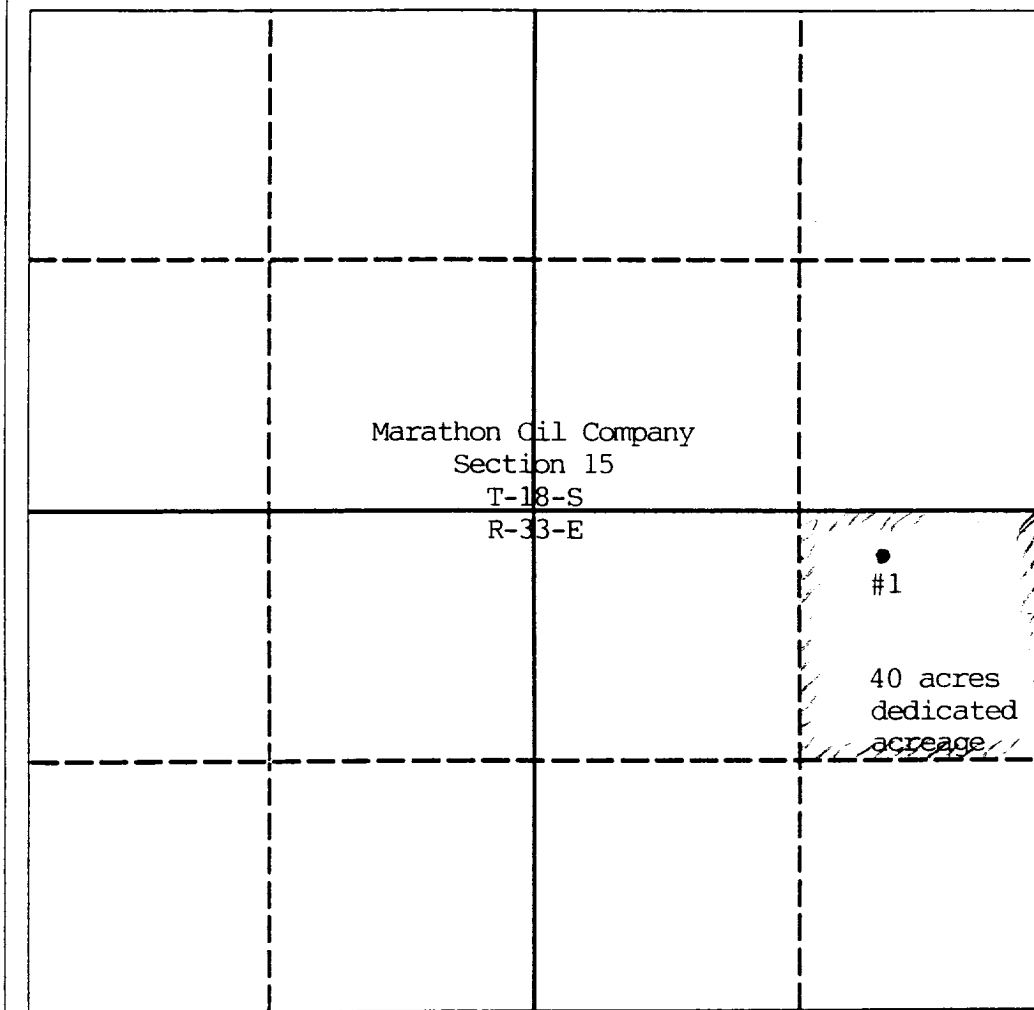 Marathon Oil Company
Section 15
T-18-S
R-33-E
#1
40 acres
dedicated
acreage